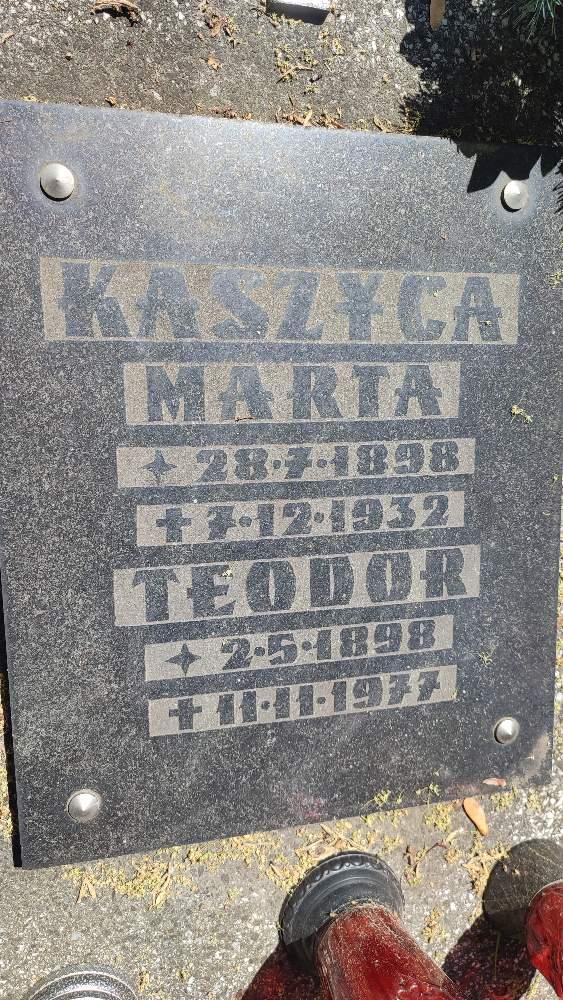 KASZYCA
MARTA
✦ 28·7·1898
✝ 7·12·1932
TEODOR
✦ 2·5·1898
✝ 11·11·1977